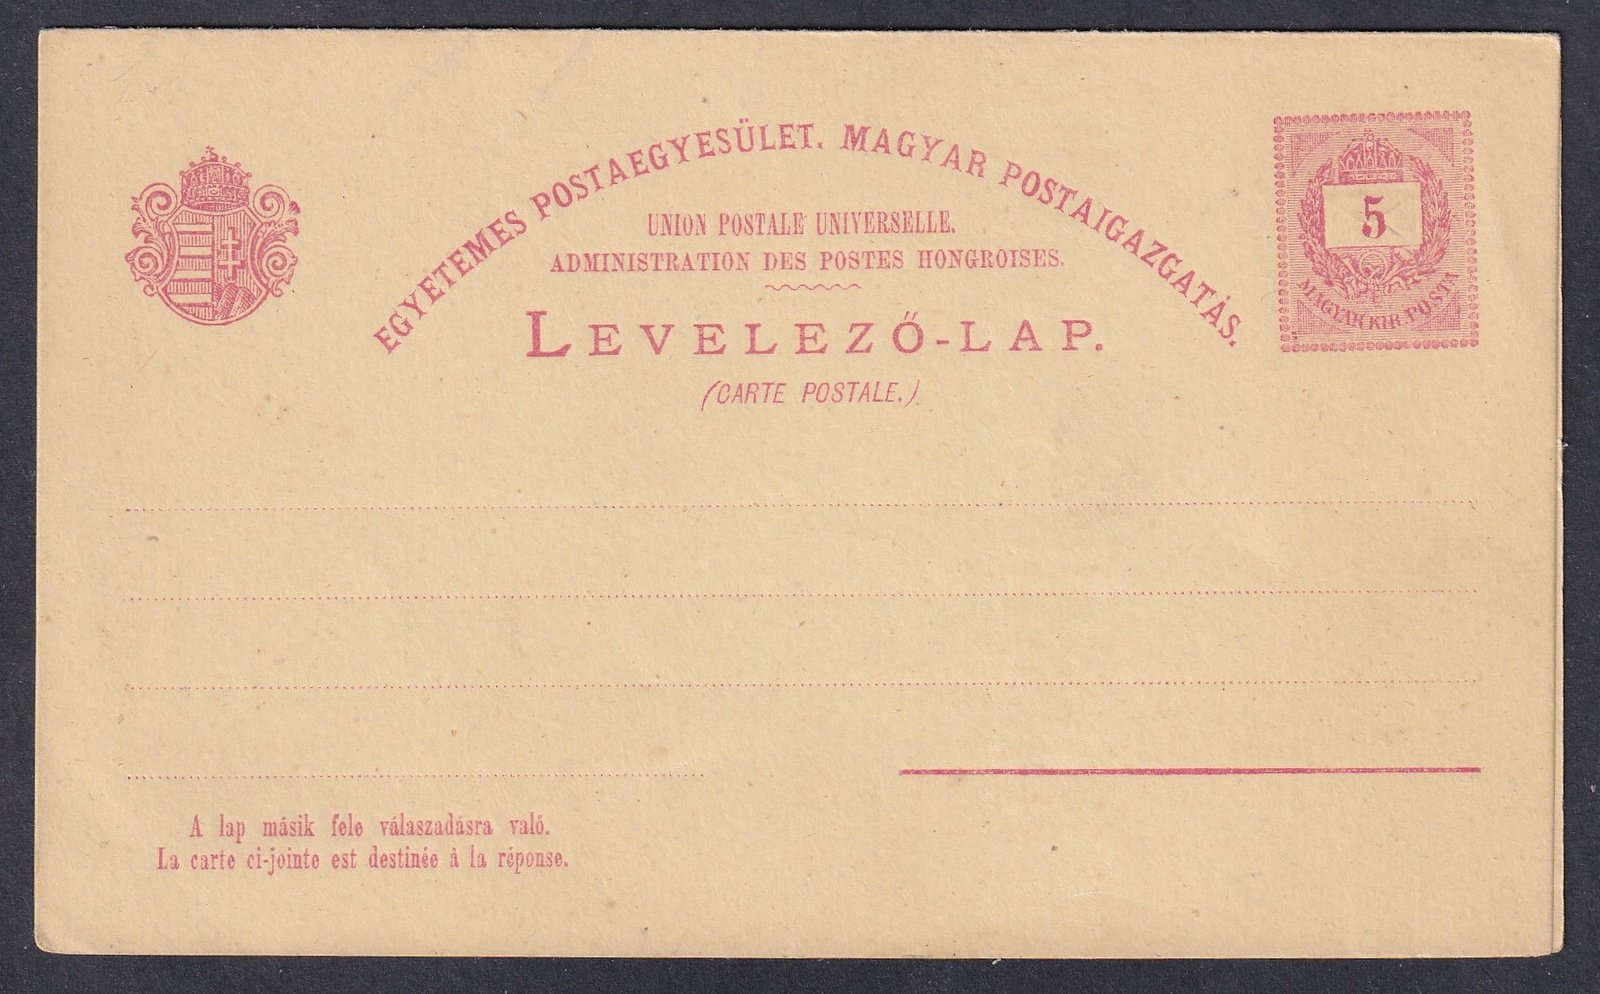 EGYETEMES POSTAEGYESÜLET. MAGYAR POSTAIGAZGATÁS.
UNION POSTALE UNIVERSELLE.
ADMINISTRATION DES POSTES HONGROISES.
LEVELEZŐ-LAP.
(CARTE POSTALE.)
5
MAGYAR KIR. POSTA
A lap másik fele válaszadásra való.
La carte ci-jointe est destinée à la réponse.